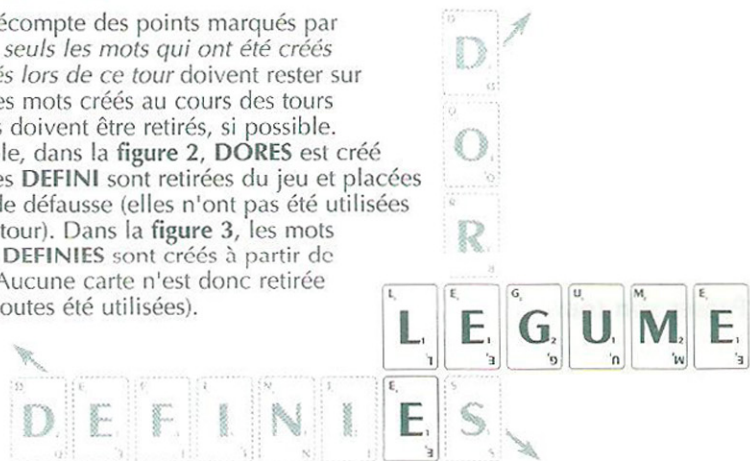 écompte des points marqués par
seuls les mots qui ont été créés
és lors de ce tour doivent rester sur
es mots créés au cours des tours
s doivent être retirés, si possible.
le, dans la figure 2, DORES est créé
es DEFINI sont retirées du jeu et placées
de défausse (elles n'ont pas été utilisées
tour). Dans la figure 3, les mots
DEFINIES sont créés à partir de
Aucune carte n'est donc retirée
outes été utilisées).
D
O
R
L E G U M E
D E F I N I E S